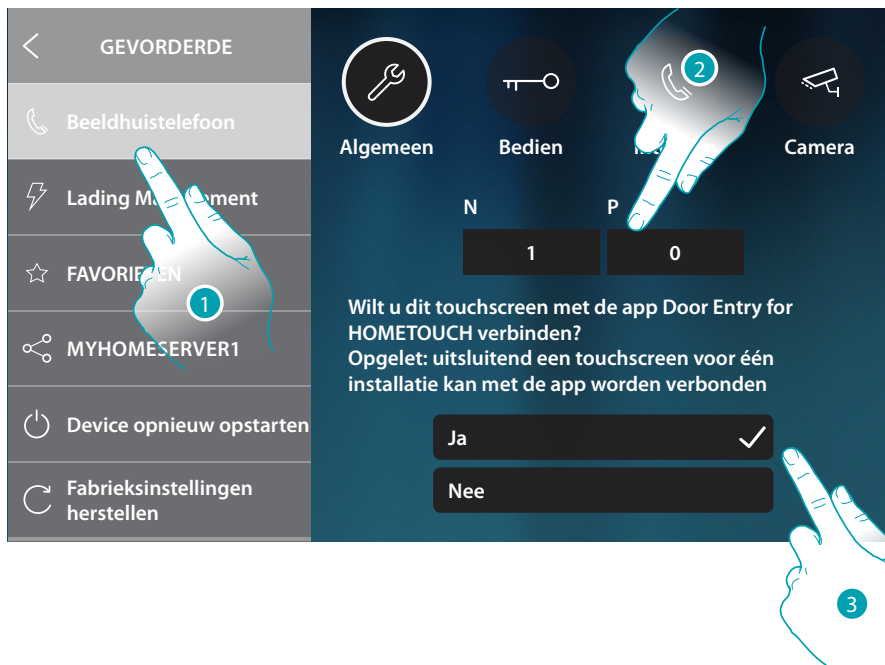 GEVORDERDE
Beeldhuistelefoon
Lading
FAVORIETEN
MYHOMESERVER1
Device opnieuw opstarten
Fabrieksinstellingen
herstellen
1
Algemeen
Bedien
Camera
2
N
P
1
0
Wilt u dit touchscreen met de app Door Entry for
HOMETOUCH verbinden?
Opgelet: uitsluitend een touchscreen voor één
installatie kan met de app worden verbonden
Ja
Nee
3